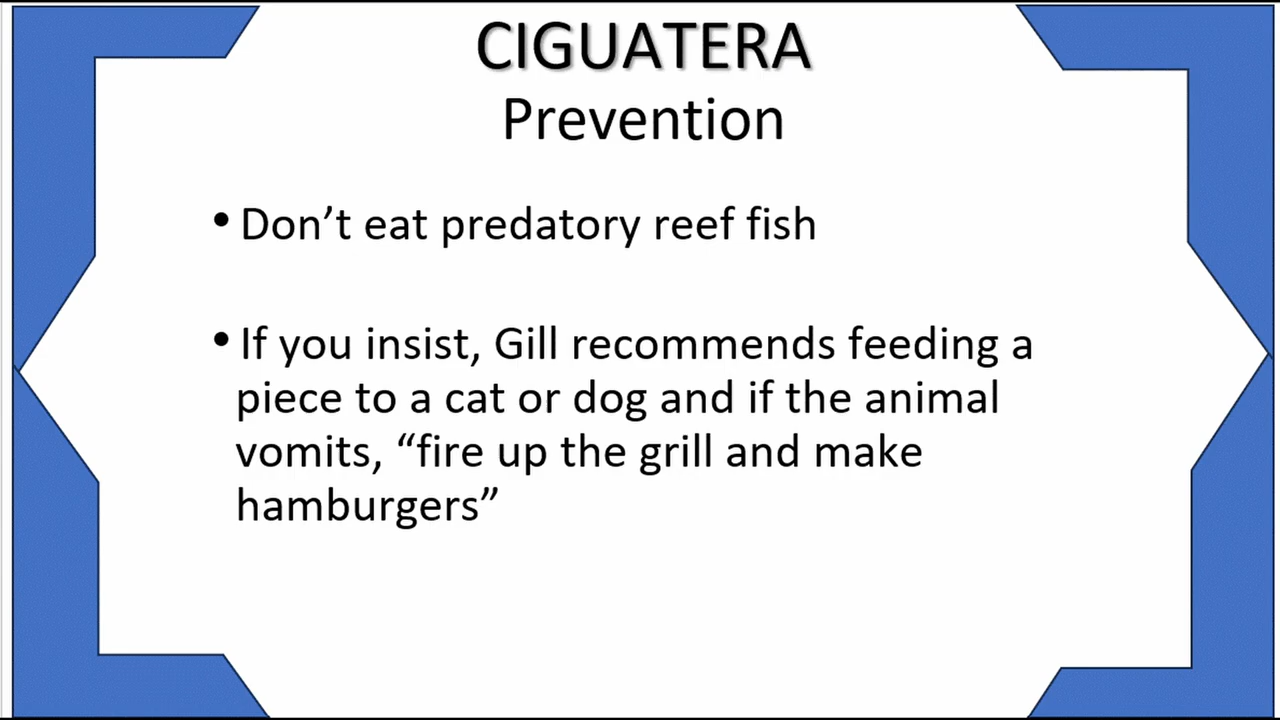 CIGUATERA
Prevention
• Don’t eat predatory reef fish
• If you insist, Gill recommends feeding a
piece to a cat or dog and if the animal
vomits, “fire up the grill and make
hamburgers”